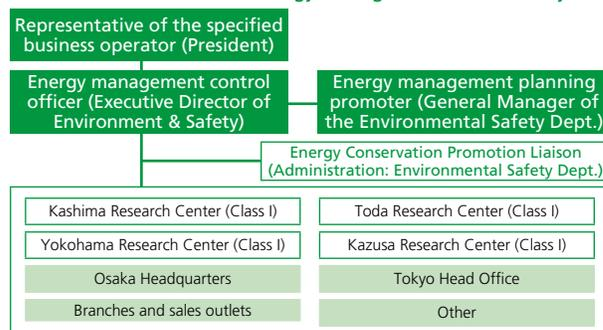 Representative of the specified
business operator (President)
Energy management control
officer (Executive Director of
Environment & Safety)
Energy management planning
promoter (General Manager of
the Environmental Safety Dept.)
Energy Conservation Promotion Liaison
(Administration: Environmental Safety Dept.)
Kashima Research Center (Class I)
Toda Research Center (Class I)
Yokohama Research Center (Class I)
Kazusa Research Center (Class I)
Osaka Headquarters
Tokyo Head Office
Branches and sales outlets
Other